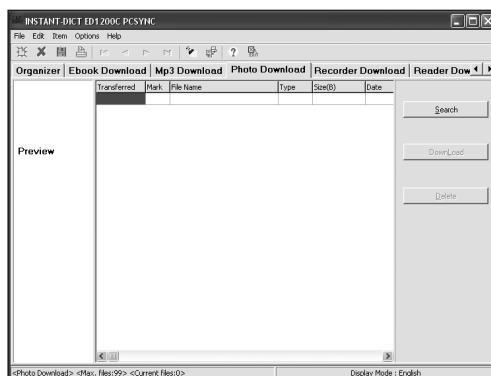 INSTANT-DICT ED1200C PCSYNC
File Edit Item Options Help
Organizer Ebook Download Mp3 Download Photo Download Recorder Download Reader Dow
Transferred Mark File Name Type Size(B) Date
Search
Preview
DownLoad
Delete
<Photo Download> <Max. files:99> <Current files:0> Display Mode : English